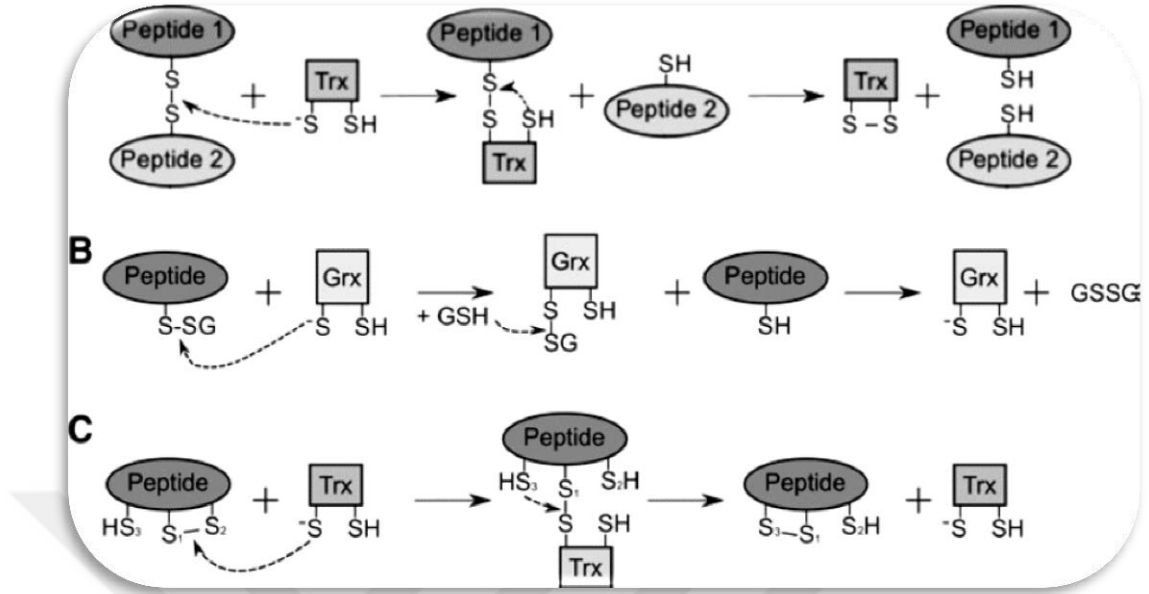 Peptide 1 Peptide 1 Peptide 1
S + Trx S + SH Trx + SH
S -S SH S SH Peptide 2 S – S SH
Peptide 2 Trx Peptide 2
B
Peptide + Grx Grx + Peptide Grx + GSSG
S-SG -S SH + GSH S SH SH -S SH
SG
C
Peptide + Trx Peptide Peptide + Trx
HS₃ S₁ – S₂ -S SH HS₃ S₁ S₂H S₃ – S₁ S₂H -S SH
S SH
Trx